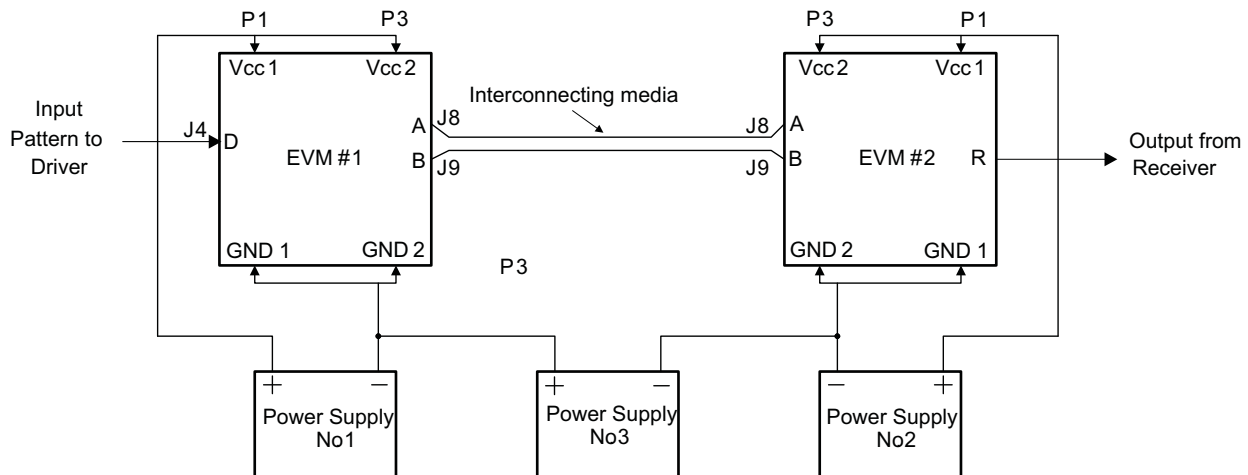 P1
P3
P3
P1
Vcc 1
Vcc 2
Vcc 2
Vcc 1
Input
Pattern to
Driver
J4
D
EVM #1
A
B
J8
J9
Interconnecting media
J8
J9
A
B
EVM #2
R
Output from
Receiver
GND 1
GND 2
P3
GND 2
GND 1
+
−
Power Supply
No1
+
−
Power Supply
No3
−
+
Power Supply
No2